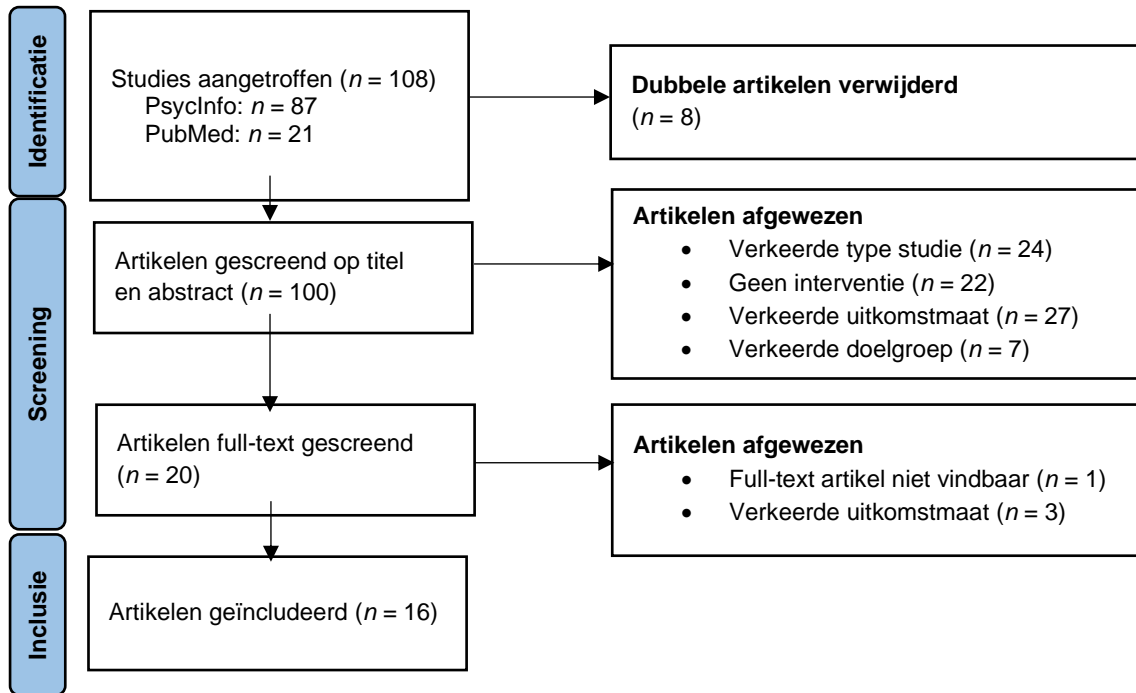 Identificatie
Studies aangetroffen (n = 108)
PsycInfo: n = 87
PubMed: n = 21
Dubbele artikelen verwijderd
(n = 8)
Screening
Artikelen gescreend op titel
en abstract (n = 100)
Artikelen afgewezen
• Verkeerde type studie (n = 24)
• Geen interventie (n = 22)
• Verkeerde uitkomstmaat (n = 27)
• Verkeerde doelgroep (n = 7)
Artikelen full-text gescreend
(n = 20)
Artikelen afgewezen
• Full-text artikel niet vindbaar (n = 1)
• Verkeerde uitkomstmaat (n = 3)
Inclusie
Artikelen geïncludeerd (n = 16)